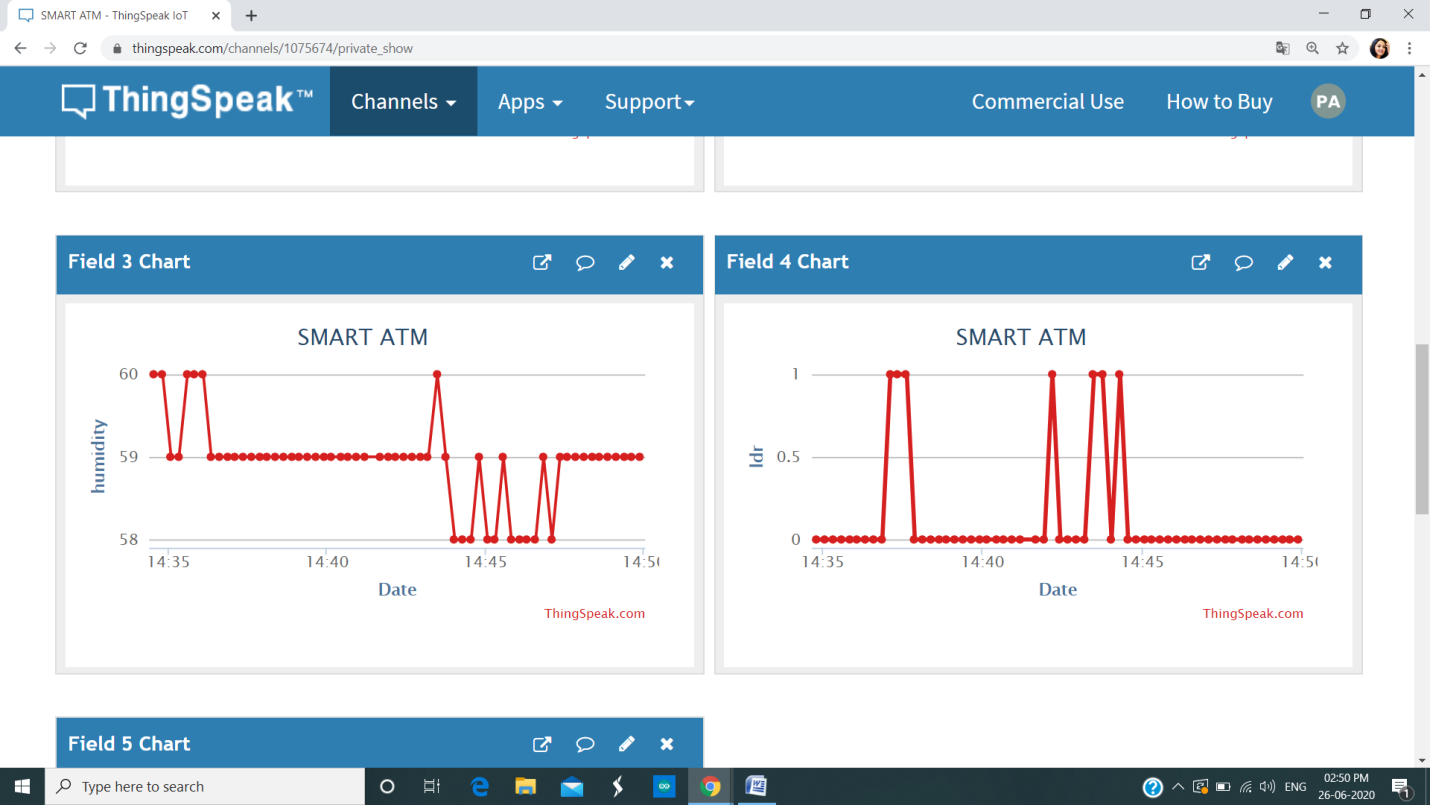 SMART ATM - ThingSpeak IoT
thingspeak.com/channels/1075674/private_show
ThingSpeak™ Channels Apps Support Commercial Use How to Buy PA
Field 3 Chart
SMART ATM
humidity
60
59
58
14:35 14:40 14:45
Date
ThingSpeak.com
Field 4 Chart
SMART ATM
ldr
1
0.5
0
14:35 14:40 14:45
Date
ThingSpeak.com
Field 5 Chart
Type here to search
ENG
02:50 PM
26-06-2020
1